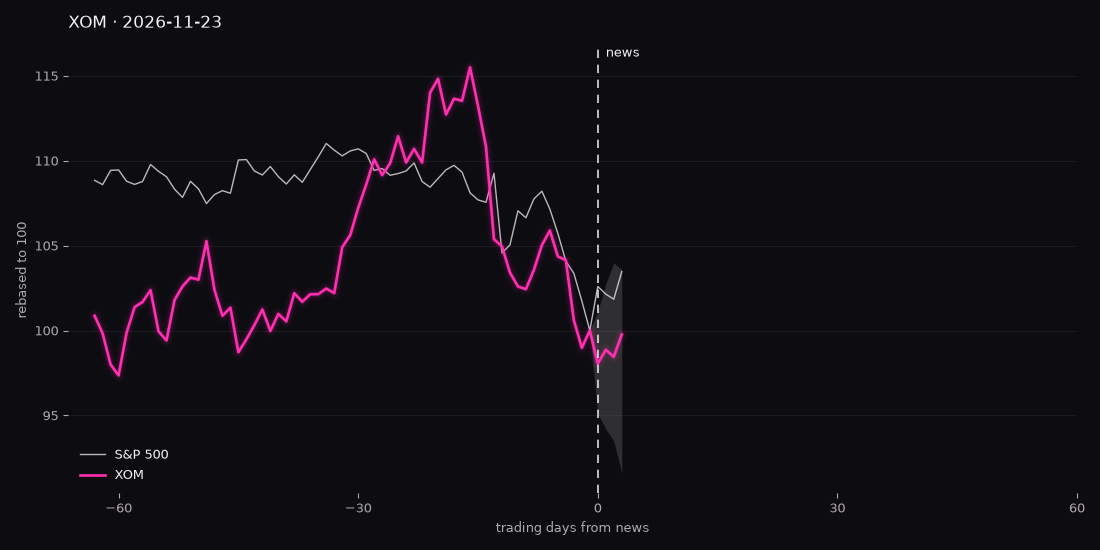 XOM · 2026-11-23
news
115
110
105
100
95
rebased to 100
S&P 500
XOM
−60
−30
0
30
60
trading days from news